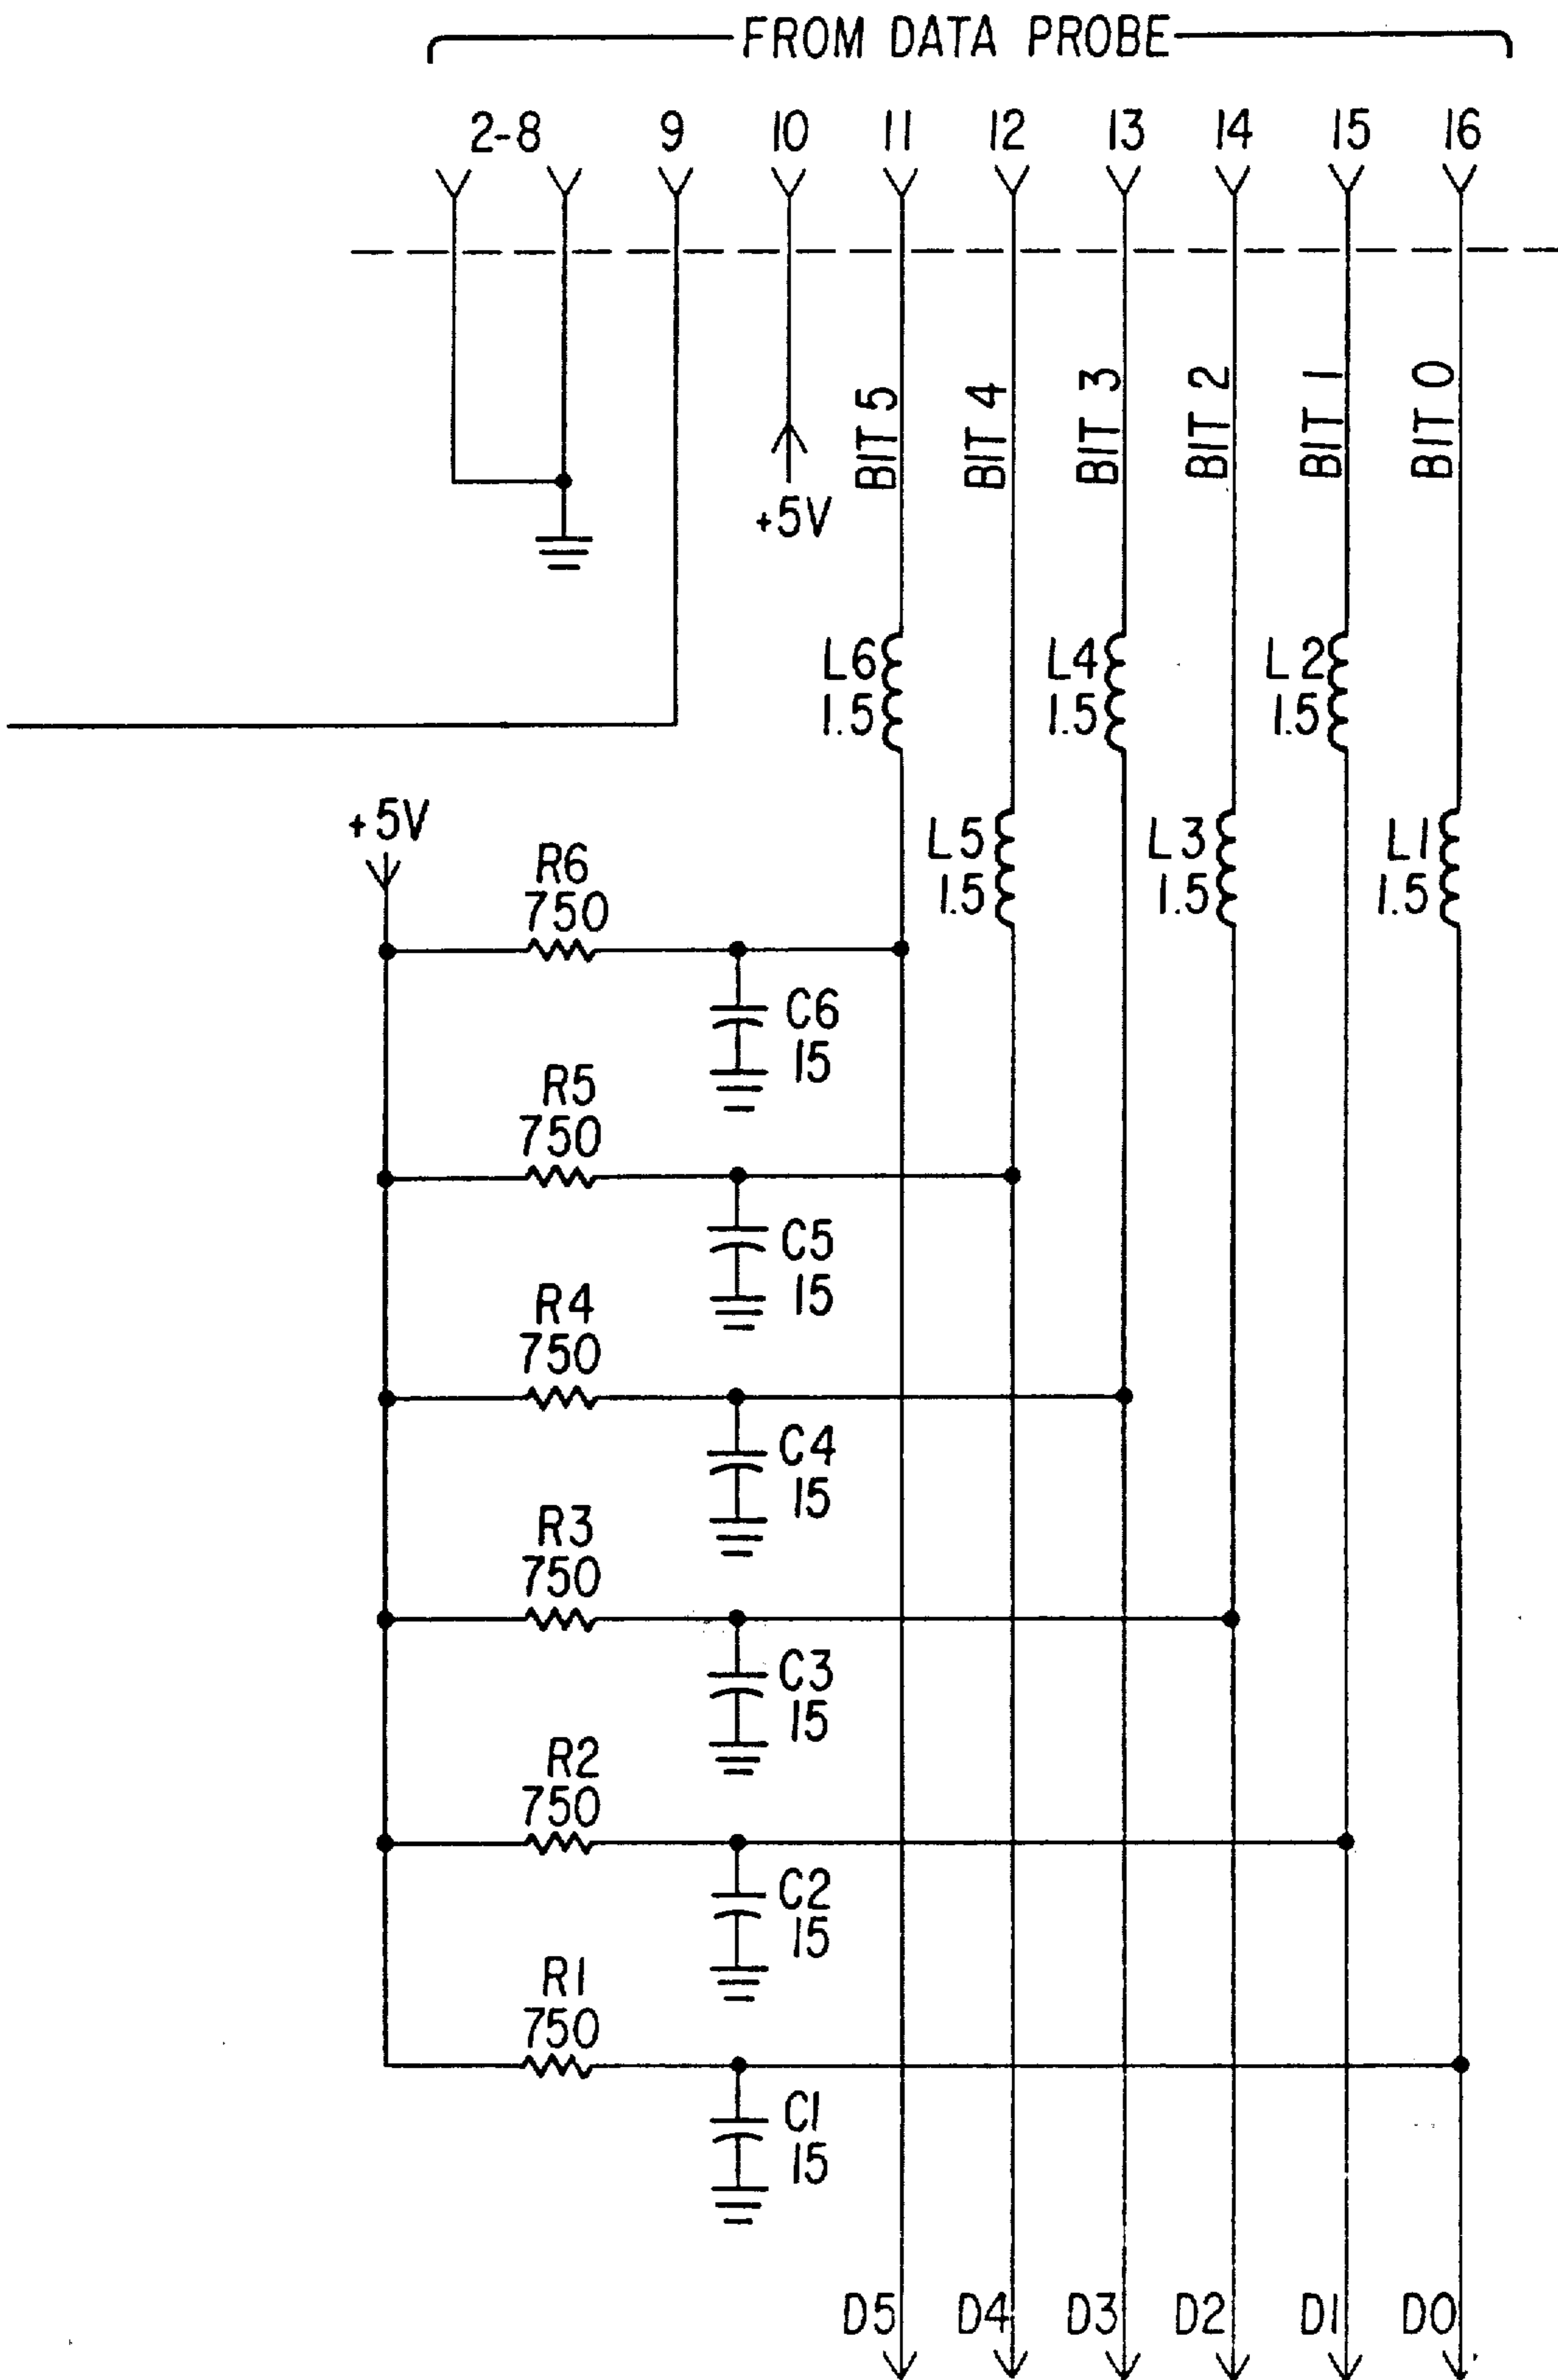 FROM DATA PROBE
2-8 9 10 11 12 13 14 15 16
BIT 5
BIT 4
BIT 3
BIT 2
BIT 1
BIT 0
+5V
L6
1.5
L4
1.5
L2
1.5
L5
1.5
L3
1.5
L1
1.5
+5V
R6
750
C6
15
R5
750
C5
15
R4
750
C4
15
R3
750
C3
15
R2
750
C2
15
R1
750
C1
15
D5 D4 D3 D2 D1 D0